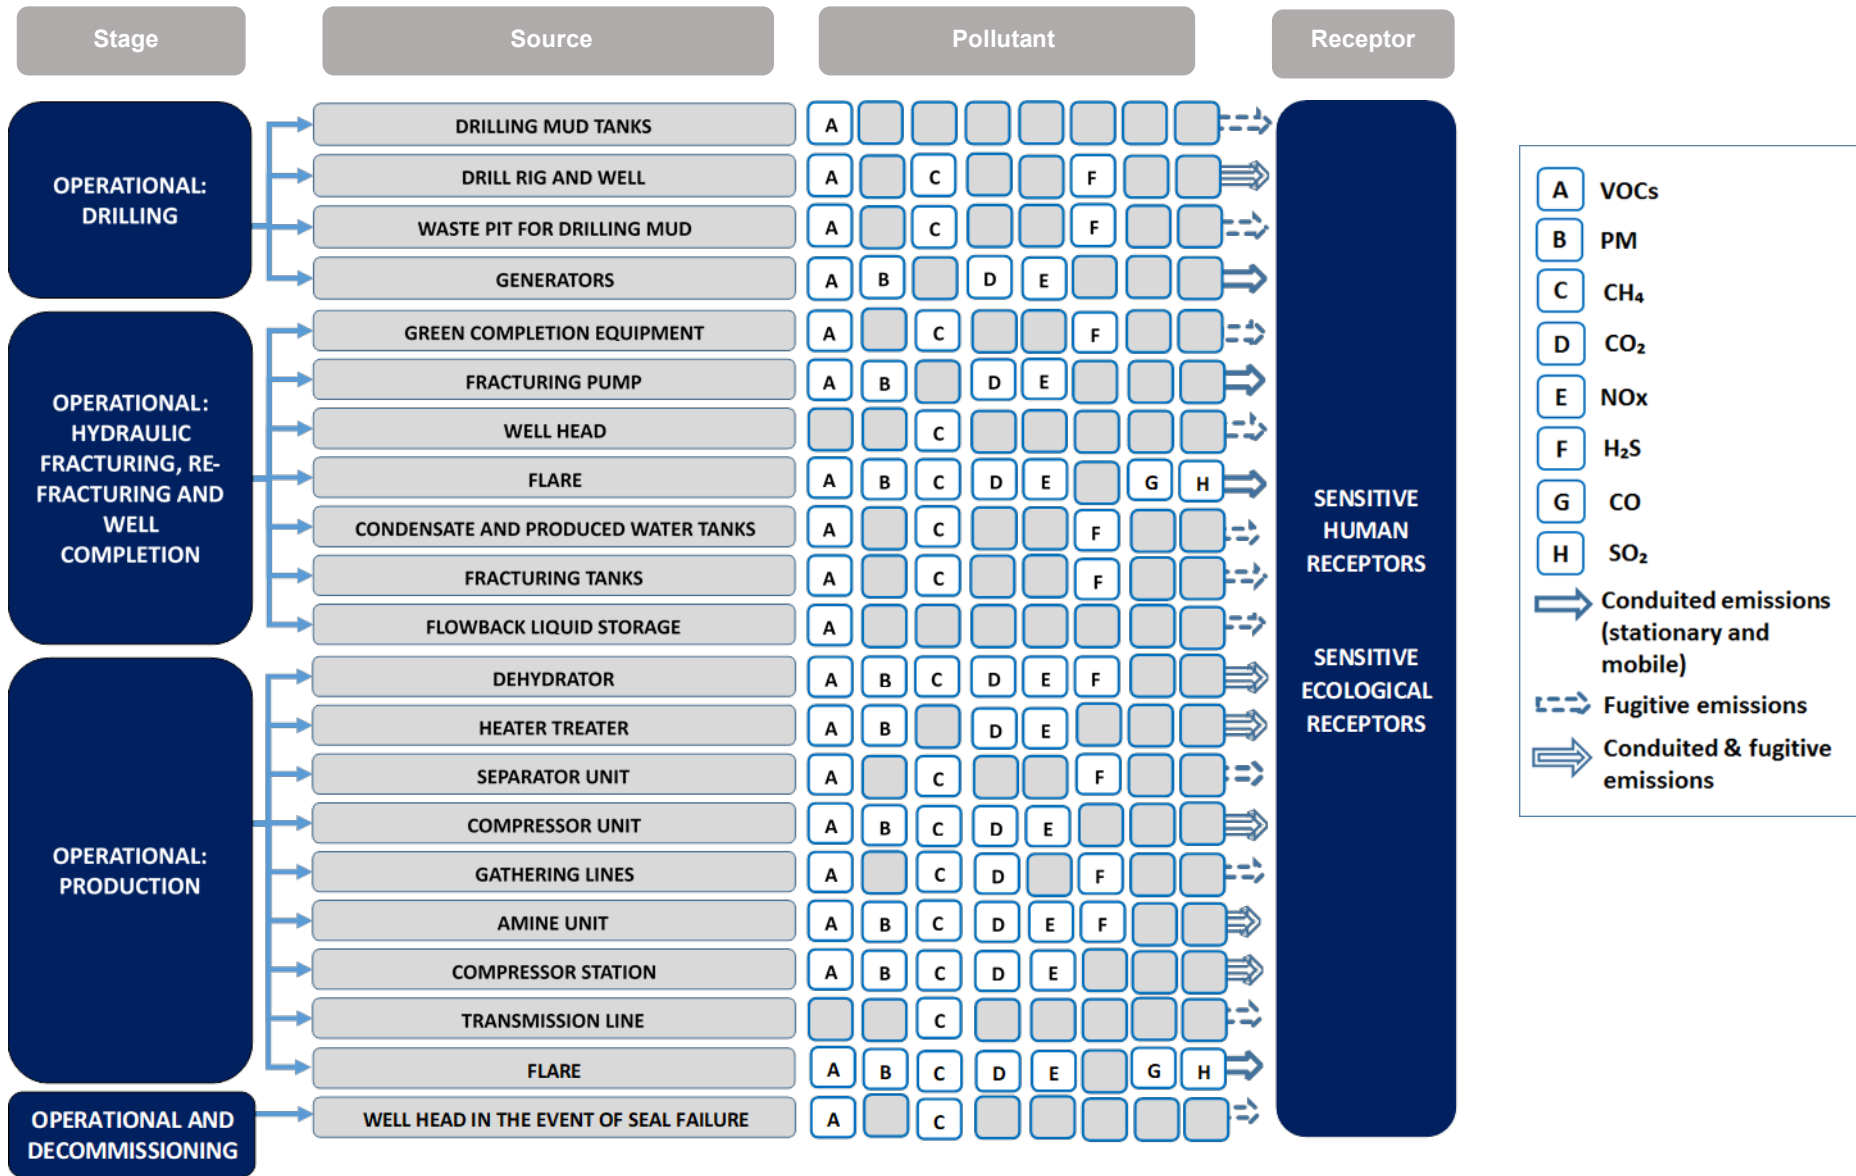 Stage Source Pollutant Receptor
OPERATIONAL:
DRILLING
DRILLING MUD TANKS A
DRILL RIG AND WELL A C F
WASTE PIT FOR DRILLING MUD A C F
GENERATORS A B D E
OPERATIONAL:
HYDRAULIC
FRACTURING, RE-
FRACTURING AND
WELL
COMPLETION
GREEN COMPLETION EQUIPMENT A C F
FRACTURING PUMP A B D E
WELL HEAD C
FLARE A B C D E G H
CONDENSATE AND PRODUCED WATER TANKS A C F
FRACTURING TANKS A C F
FLOWBACK LIQUID STORAGE A
OPERATIONAL:
PRODUCTION
DEHYDRATOR A B C D E F
HEATER TREATER A B D E
SEPARATOR UNIT A C F
COMPRESSOR UNIT A B C D E
GATHERING LINES A C D F
AMINE UNIT A B C D E F
COMPRESSOR STATION A B C D E
TRANSMISSION LINE C
FLARE A B C D E G H
OPERATIONAL AND
DECOMMISSIONING
WELL HEAD IN THE EVENT OF SEAL FAILURE A C
SENSITIVE
HUMAN
RECEPTORS
SENSITIVE
ECOLOGICAL
RECEPTORS
A VOCs
B PM
C CH₄
D CO₂
E NOx
F H₂S
G CO
H SO₂
Conduited emissions
(stationary and
mobile)
Fugitive emissions
Conduited & fugitive
emissions